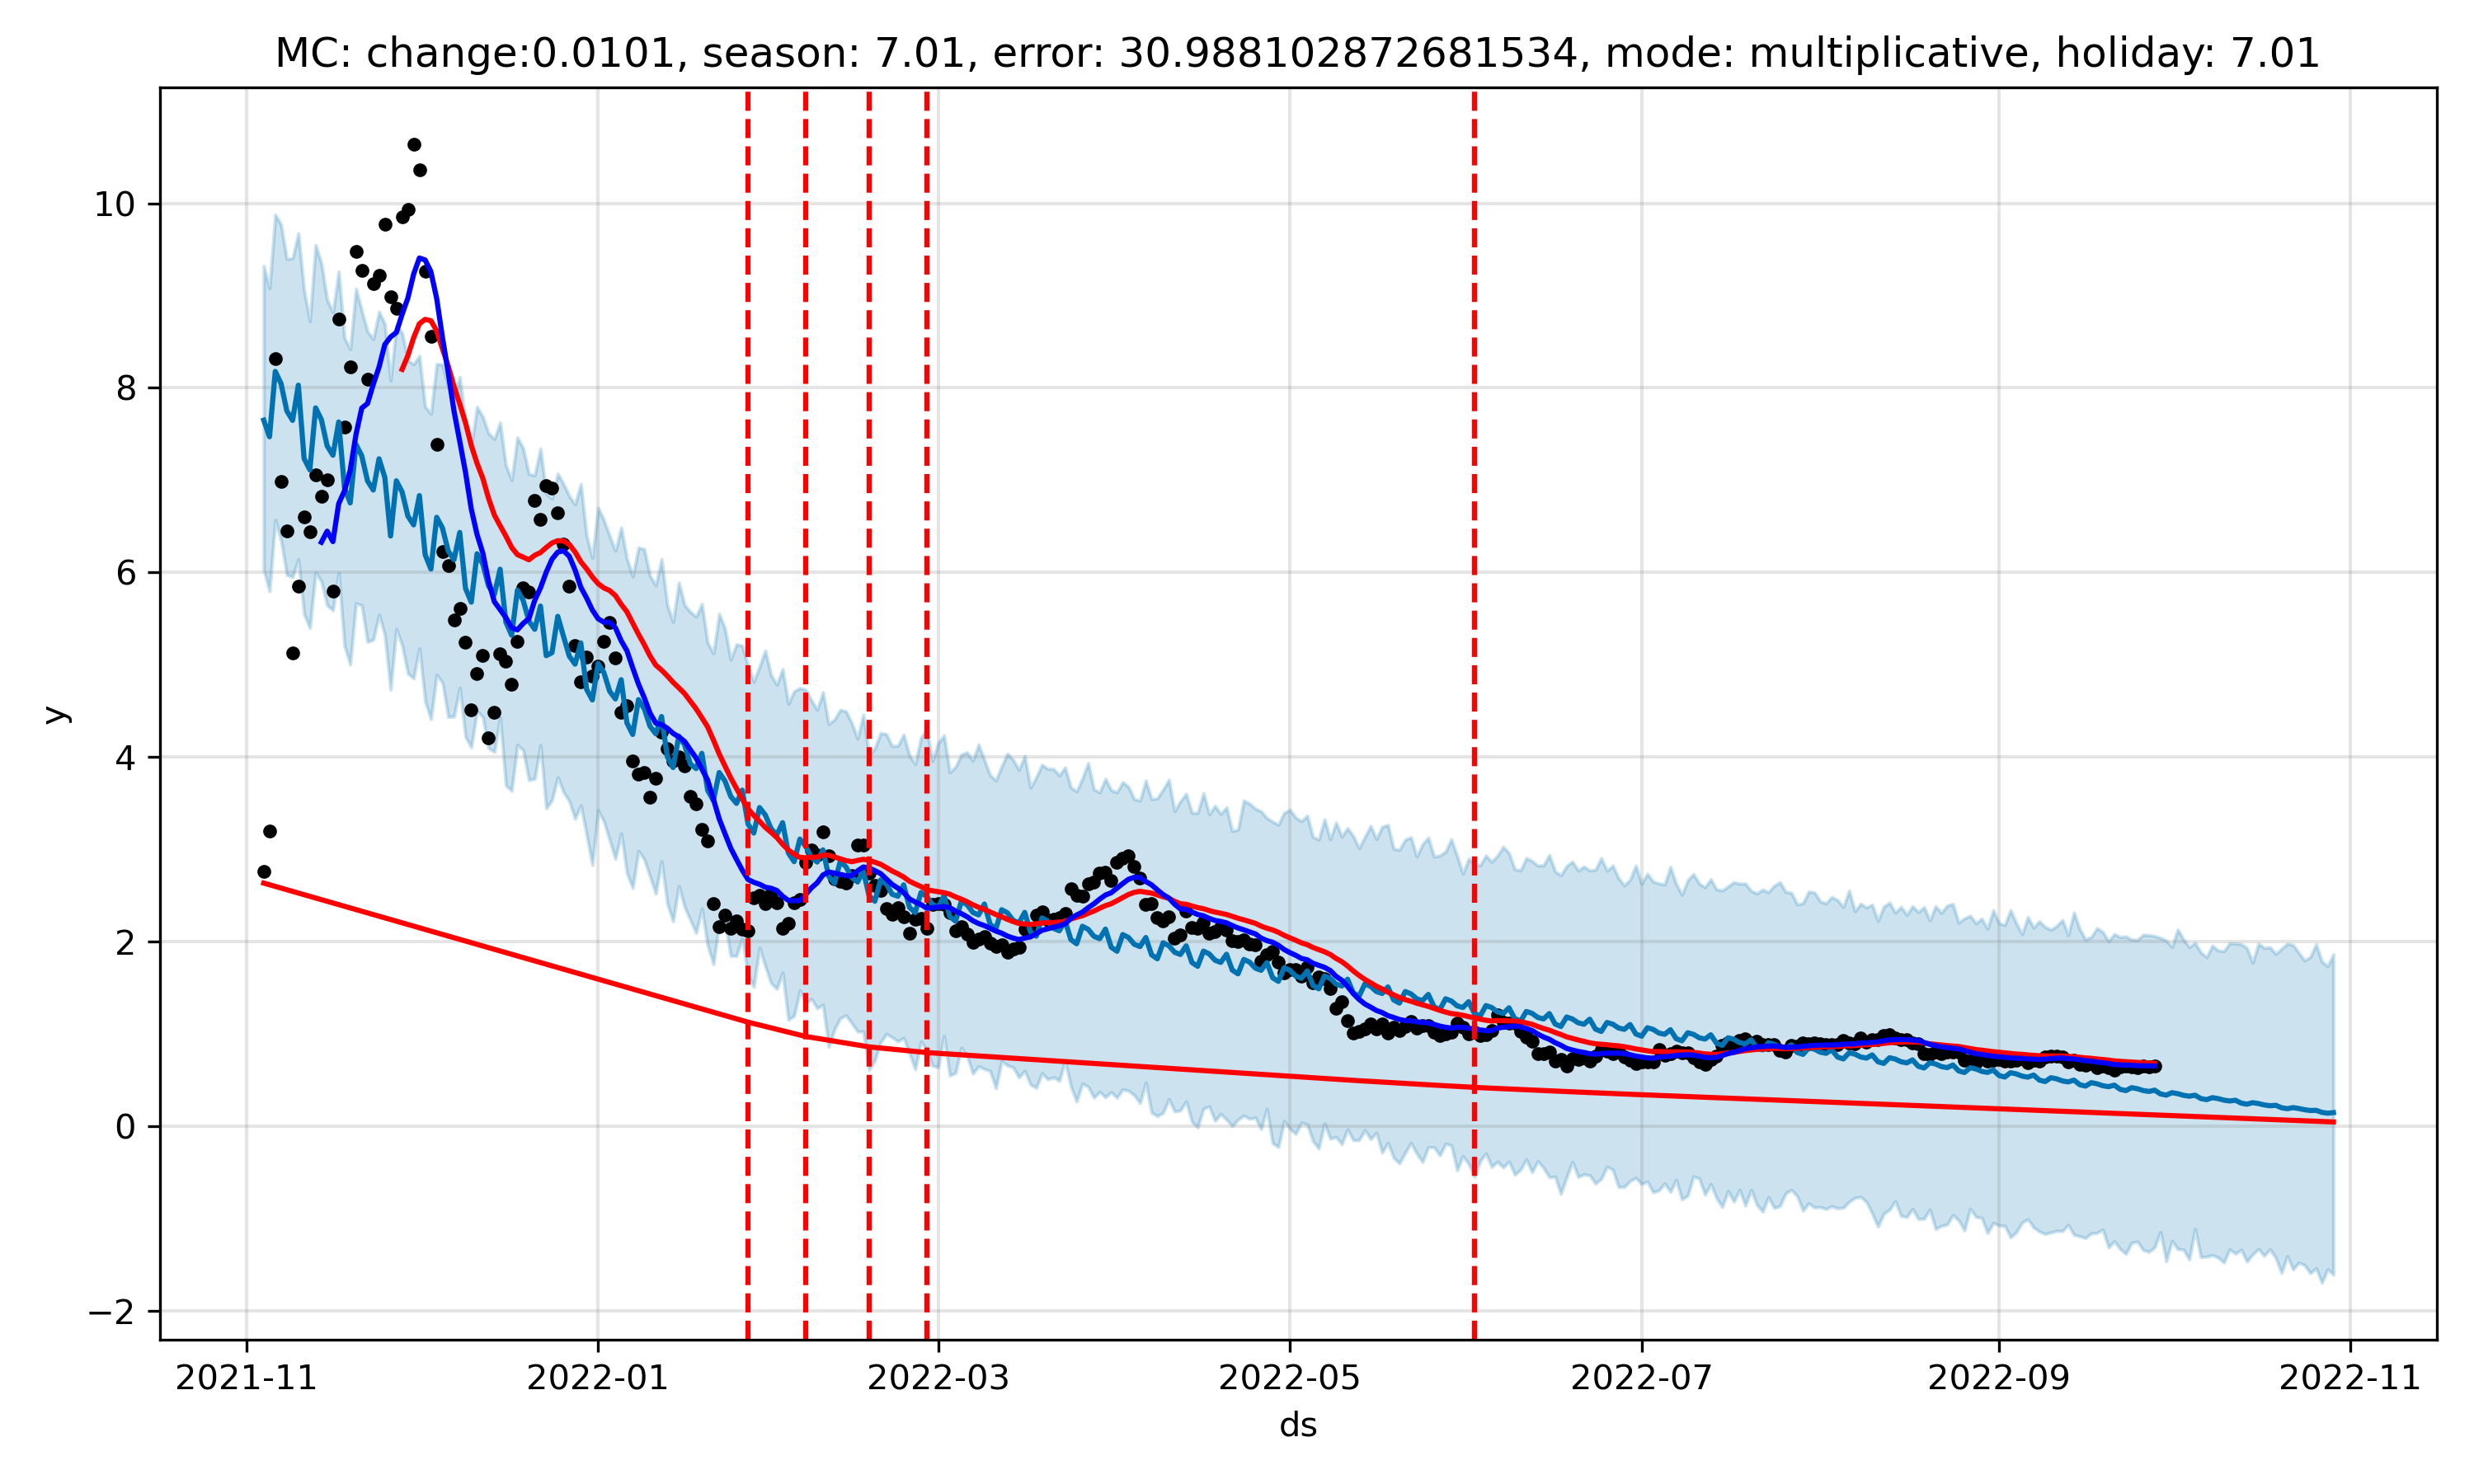 MC: change:0.0101, season: 7.01, error: 30.988102872681534, mode: multiplicative, holiday: 7.01
10
8
6
4
2
0
−2
y
2021-11 2022-01 2022-03 2022-05 2022-07 2022-09 2022-11
ds